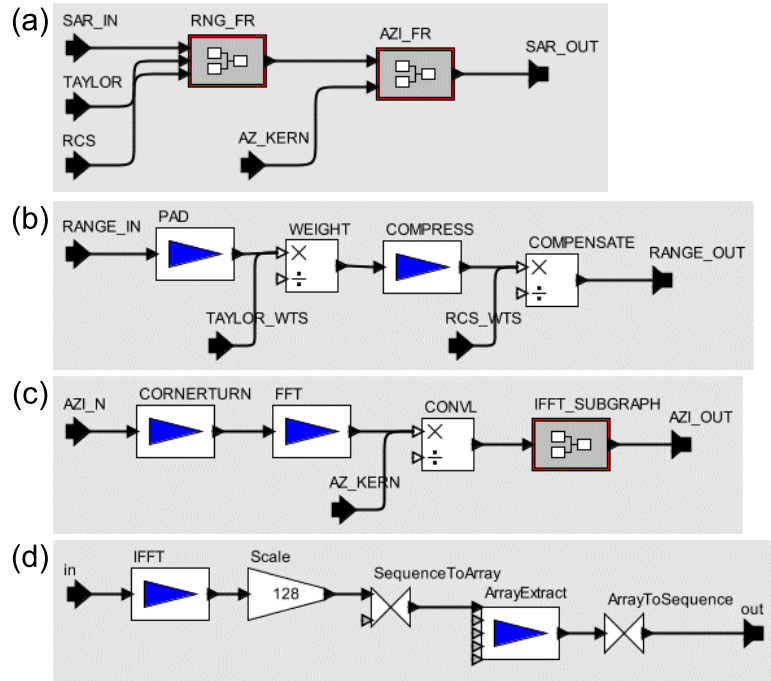 (a)
SAR_IN
RNG_FR
AZI_FR
SAR_OUT
TAYLOR
RCS
AZ_KERN
(b)
RANGE_IN
PAD
WEIGHT
COMPRESS
COMPENSATE
RANGE_OUT
×
÷
×
÷
TAYLOR_WTS
RCS_WTS
(c)
AZI_N
CORNERTURN
FFT
CONVL
IFFT_SUBGRAPH
AZI_OUT
×
÷
AZ_KERN
(d)
in
IFFT
Scale
128
SequenceToArray
ArrayExtract
ArrayToSequence
out